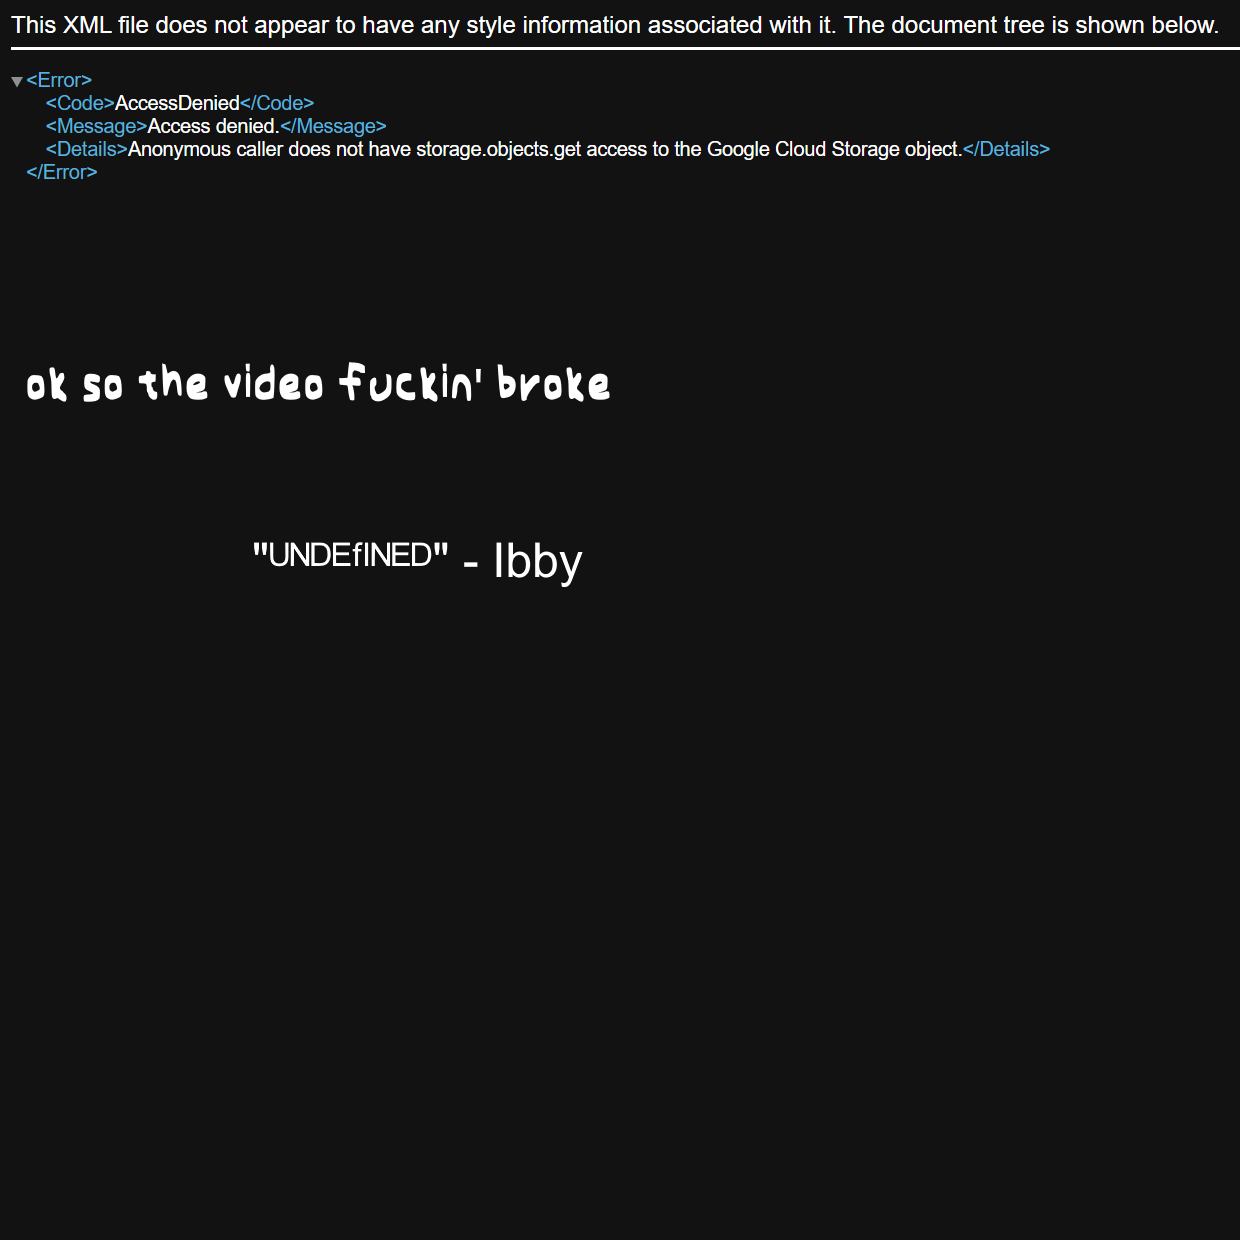 This XML file does not appear to have any style information associated with it. The document tree is shown below.
▼<Error>
<Code>AccessDenied</Code>
<Message>Access denied.</Message>
<Details>Anonymous caller does not have storage.objects.get access to the Google Cloud Storage object.</Details>
</Error>
ok so the video fuckin' broke
"UNDEfINED" - Ibby